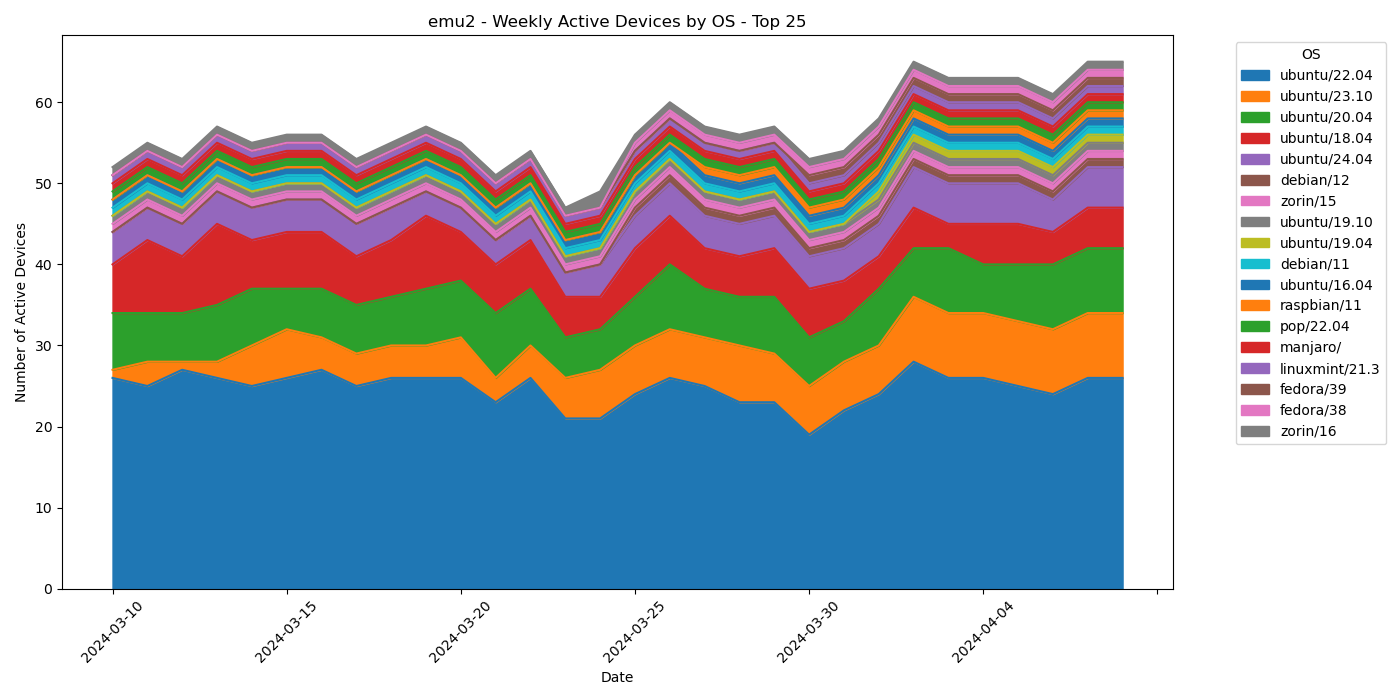 emu2 - Weekly Active Devices by OS - Top 25
Number of Active Devices
60
50
40
30
20
10
0
2024-03-10
2024-03-15
2024-03-20
2024-03-25
2024-03-30
2024-04-04
Date
OS
ubuntu/22.04
ubuntu/23.10
ubuntu/20.04
ubuntu/18.04
ubuntu/24.04
debian/12
zorin/15
ubuntu/19.10
ubuntu/19.04
debian/11
ubuntu/16.04
raspbian/11
pop/22.04
manjaro/
linuxmint/21.3
fedora/39
fedora/38
zorin/16